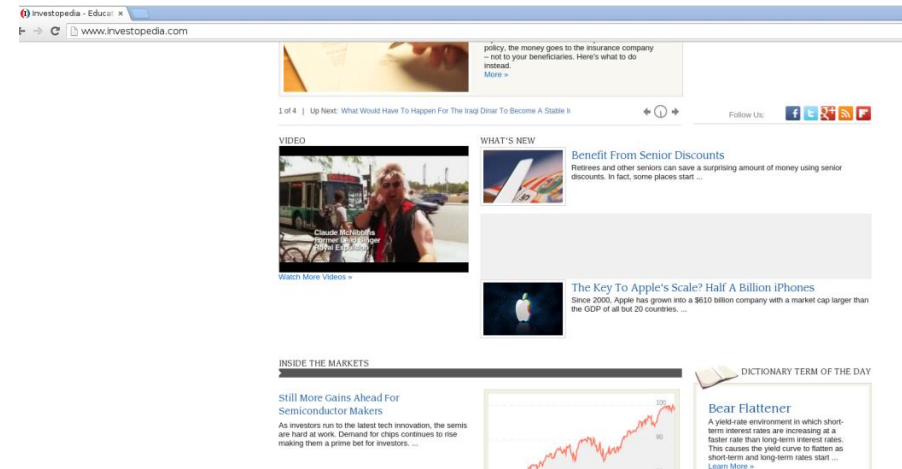 Investopedia - Educat ×
www.investopedia.com
policy, the money goes to the insurance company
– not to your beneficiaries. Here's what to do
instead.
More »
1 of 4 | Up Next: What Would Have To Happen For The Iraqi Dinar To Become A Stable I
Follow Us:
VIDEO
Claude McNibbins
Former Lead Singer
Royal
Watch More Videos »
WHAT'S NEW
Benefit From Senior Discounts
Retirees and other seniors can save a surprising amount of money using senior
discounts. In fact, some places start ...
The Key To Apple's Scale? Half A Billion iPhones
Since 2000, Apple has grown into a $610 billion company with a market cap larger than
the GDP of all but 20 countries. ...
INSIDE THE MARKETS
Still More Gains Ahead For
Semiconductor Makers
As investors run to the latest tech innovation, the semis
are hard at work. Demand for chips continues to rise
making them a prime bet for investors. ...
100
90
DICTIONARY TERM OF THE DAY
Bear Flattener
A yield-rate environment in which short-
term interest rates are increasing at a
faster rate than long-term interest rates.
This causes the yield curve to flatten as
short-term and long-term rates start ...
Learn More »